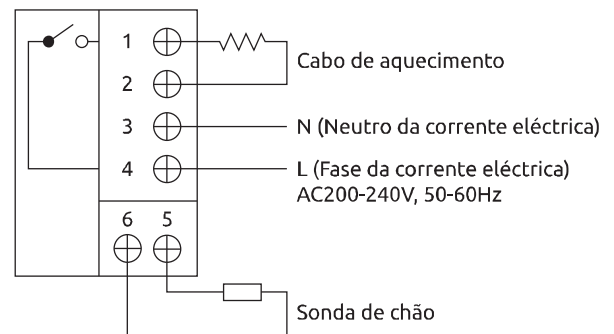 1
Cabo de aquecimento
2
3 N (Neutro da corrente eléctrica)
4 L (Fase da corrente eléctrica)
AC200-240V, 50-60Hz
6 5
Sonda de chão